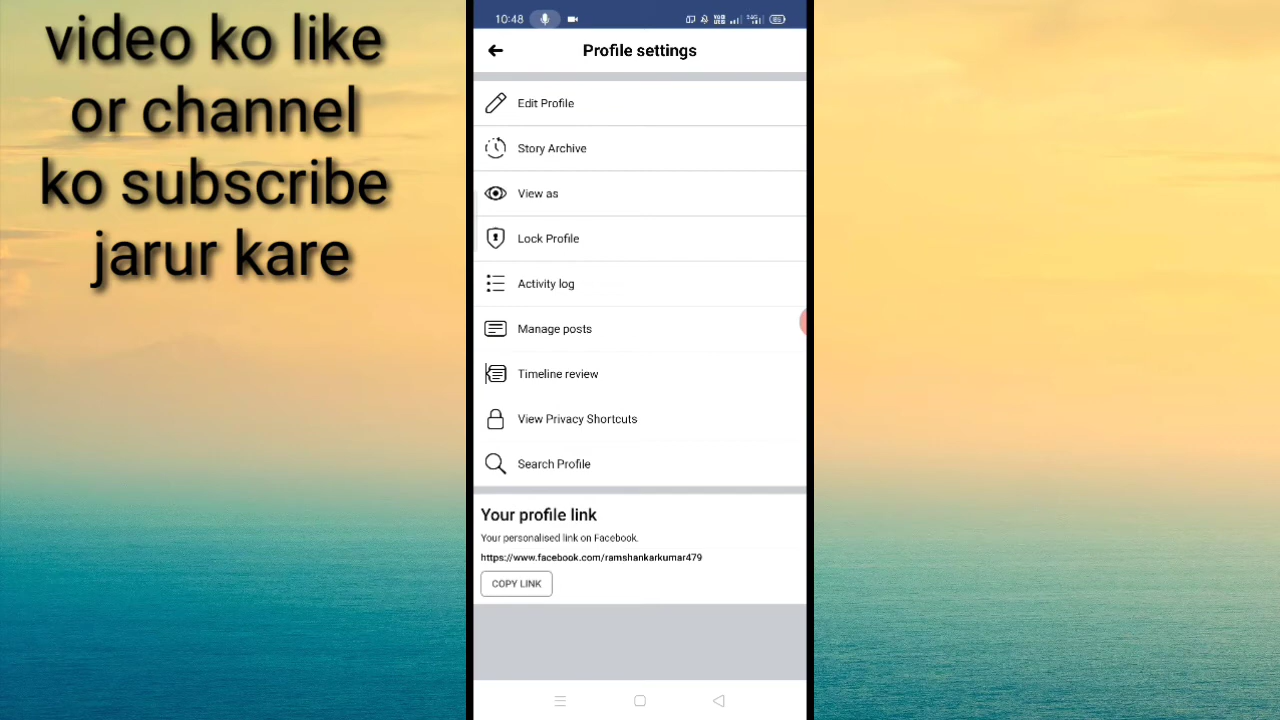 video ko like
or channel
ko subscribe
jarur kare
10:48
Profile settings
Edit Profile
Story Archive
View as
Lock Profile
Activity log
Manage posts
Timeline review
View Privacy Shortcuts
Search Profile
Your profile link
Your personalised link on Facebook.
https://www.facebook.com/ramshankarkumar479
COPY LINK